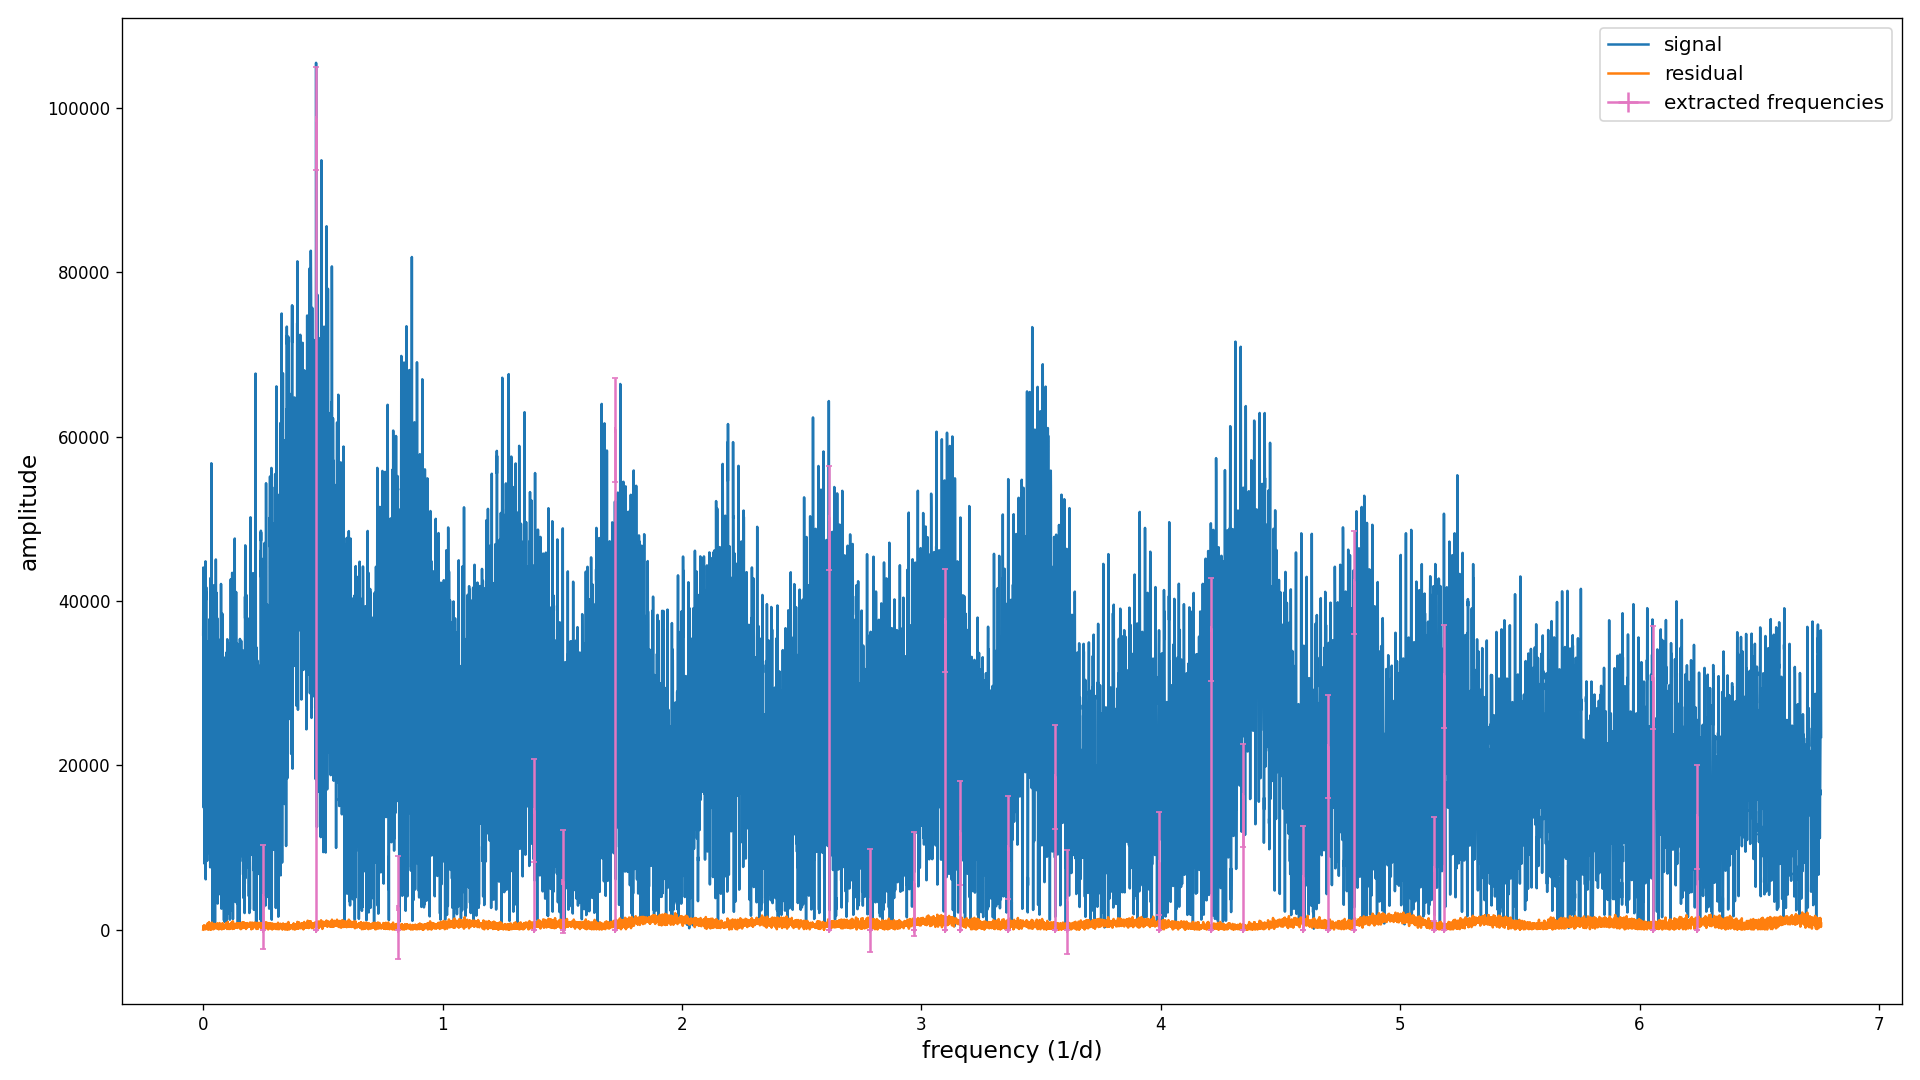 signal
residual
extracted frequencies
100000
80000
60000
40000
20000
0
amplitude
0 1 2 3 4 5 6 7
frequency (1/d)